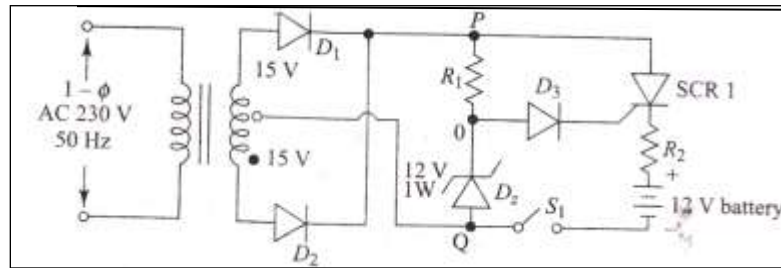 P
D₁
15 V
1 – ϕ
AC 230 V
50 Hz
R₁
D₃
SCR 1
0
R₂
15 V
12 V
1W
D_z
S₁
+
12 V battery
–
D₂
Q